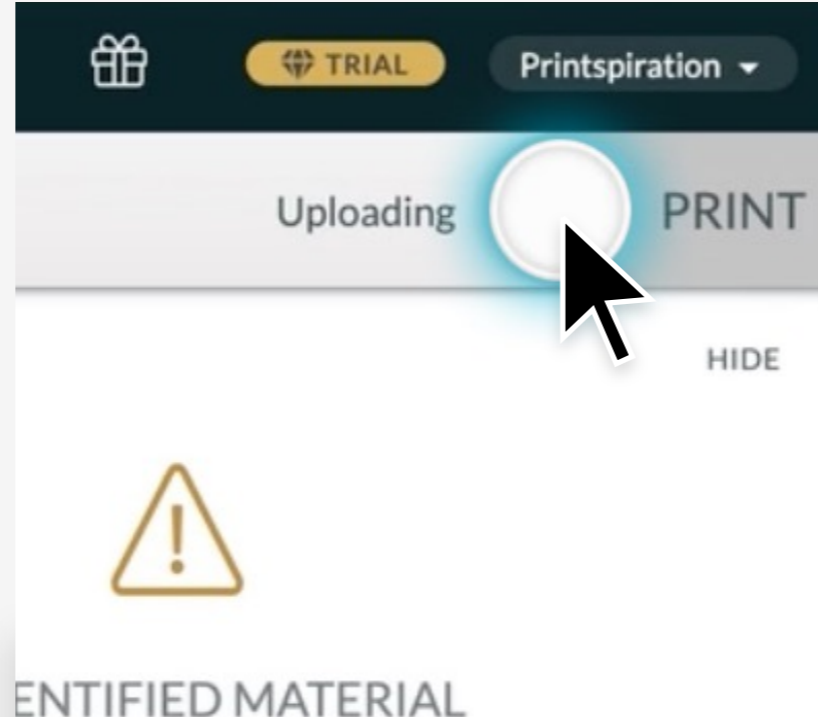 TRIAL
Printspiration
Uploading
PRINT
HIDE
ENTIFIED MATERIAL